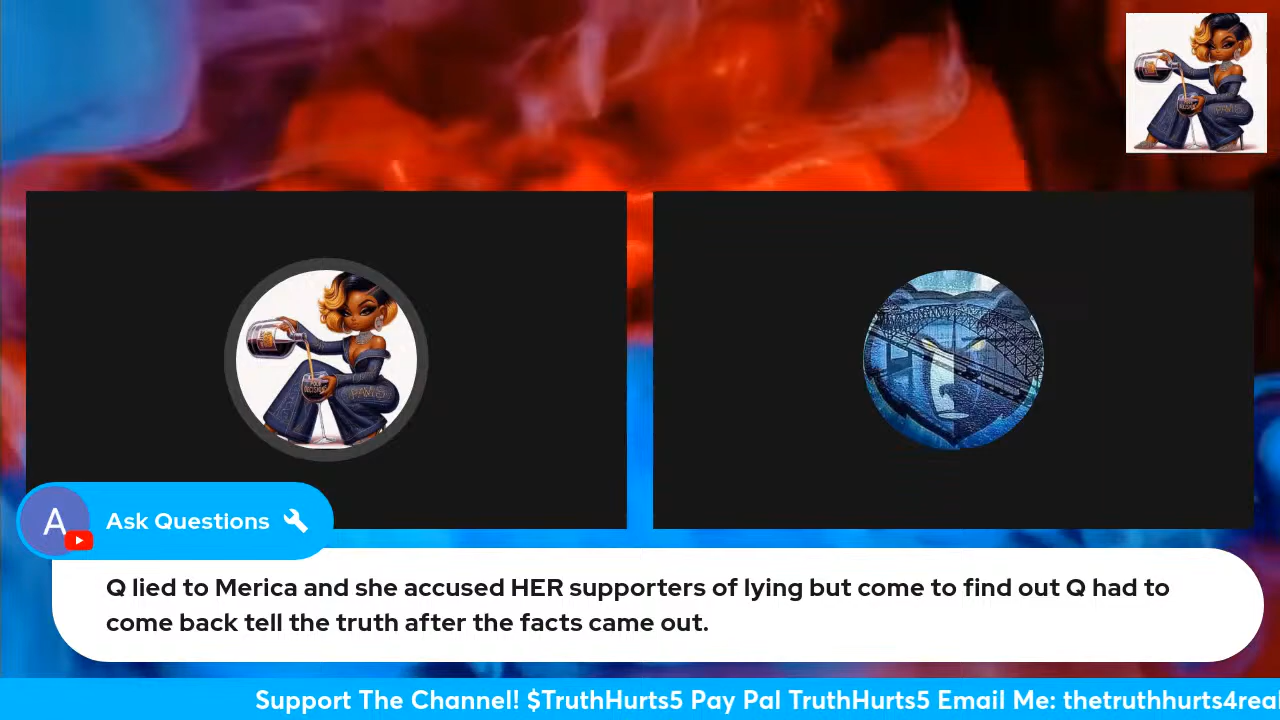 PAWS
A Ask Questions
Q lied to Merica and she accused HER supporters of lying but come to find out Q had to
come back tell the truth after the facts came out.
Support The Channel! $TruthHurts5 Pay Pal TruthHurts5 Email Me: thetruthhurts4rea